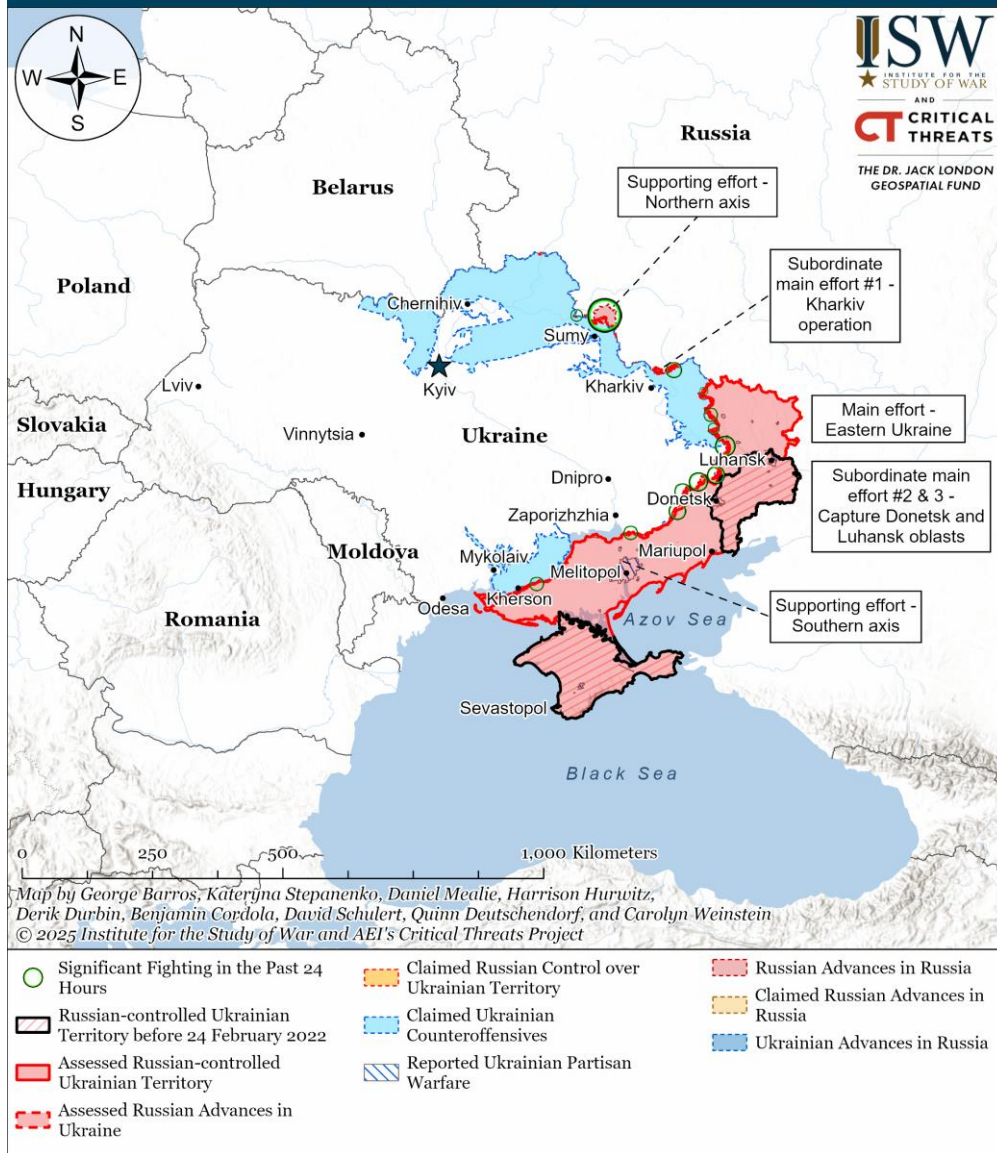 N
W
E
S
ISW
INSTITUTE FOR THE
STUDY OF WAR
AND
CT CRITICAL
THREATS
THE DR. JACK LONDON
GEOSPATIAL FUND
Russia
Supporting effort -
Northern axis
Belarus
Subordinate
main effort #1 -
Kharkiv
operation
Poland
Chernihiv
Sumy
Kyiv
Kharkiv
Lviv
Slovakia
Vinnytsia
Ukraine
Main effort -
Eastern Ukraine
Luhansk
Hungary
Dnipro
Donetsk
Subordinate main
effort #2 & 3 -
Capture Donetsk and
Luhansk oblasts
Zaporizhzhia
Moldova
Mykolaiv
Mariupol
Melitopol
Kherson
Odesa
Romania
Azov Sea
Supporting effort -
Southern axis
Sevastopol
Black Sea
0
250
500
1,000 Kilometers
Map by George Barros, Kateryna Stepanenko, Daniel Mealie, Harrison Hurwitz,
Derik Durbin, Benjamin Cordola, David Schulert, Quinn Deutschendorf, and Carolyn Weinstein
© 2025 Institute for the Study of War and AEI's Critical Threats Project
Significant Fighting in the Past 24
Hours
Russian-controlled Ukrainian
Territory before 24 February 2022
Assessed Russian-controlled
Ukrainian Territory
Assessed Russian Advances in
Ukraine
Claimed Russian Control over
Ukrainian Territory
Claimed Ukrainian
Counteroffensives
Reported Ukrainian Partisan
Warfare
Russian Advances in Russia
Claimed Russian Advances in
Russia
Ukrainian Advances in Russia